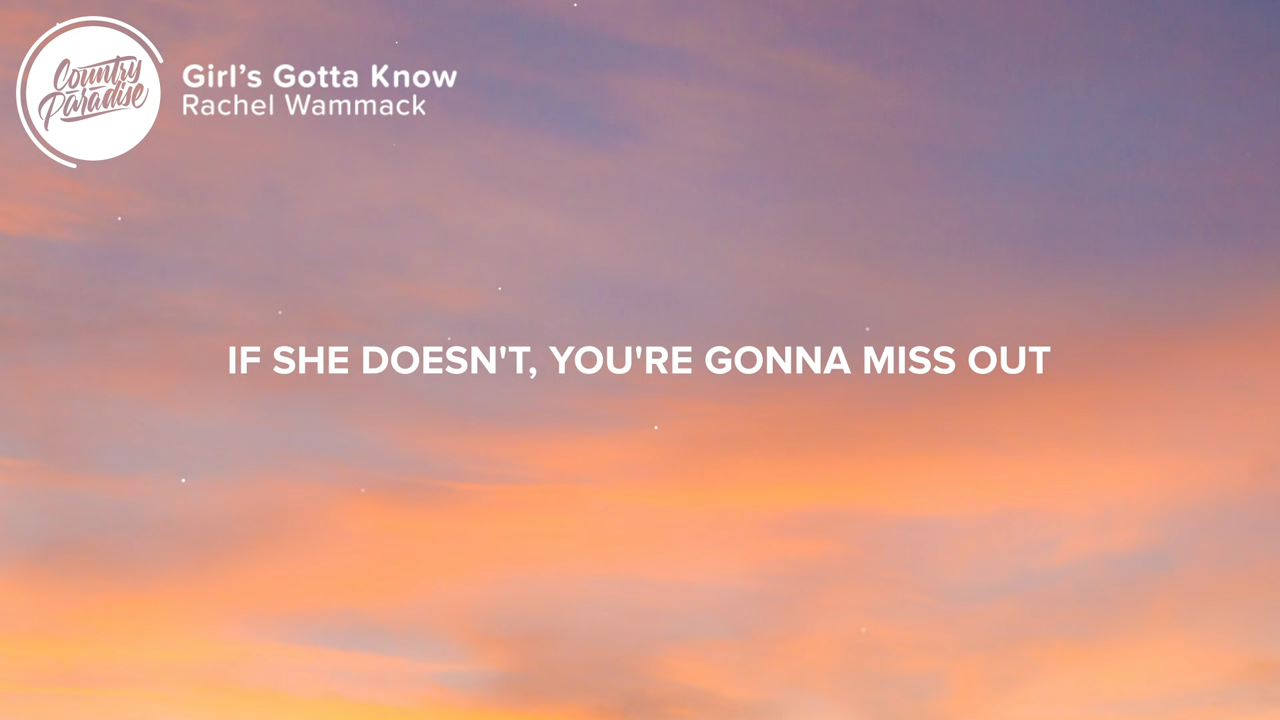 Country
Paradise
Girl’s Gotta Know
Rachel Wammack
IF SHE DOESN'T, YOU'RE GONNA MISS OUT